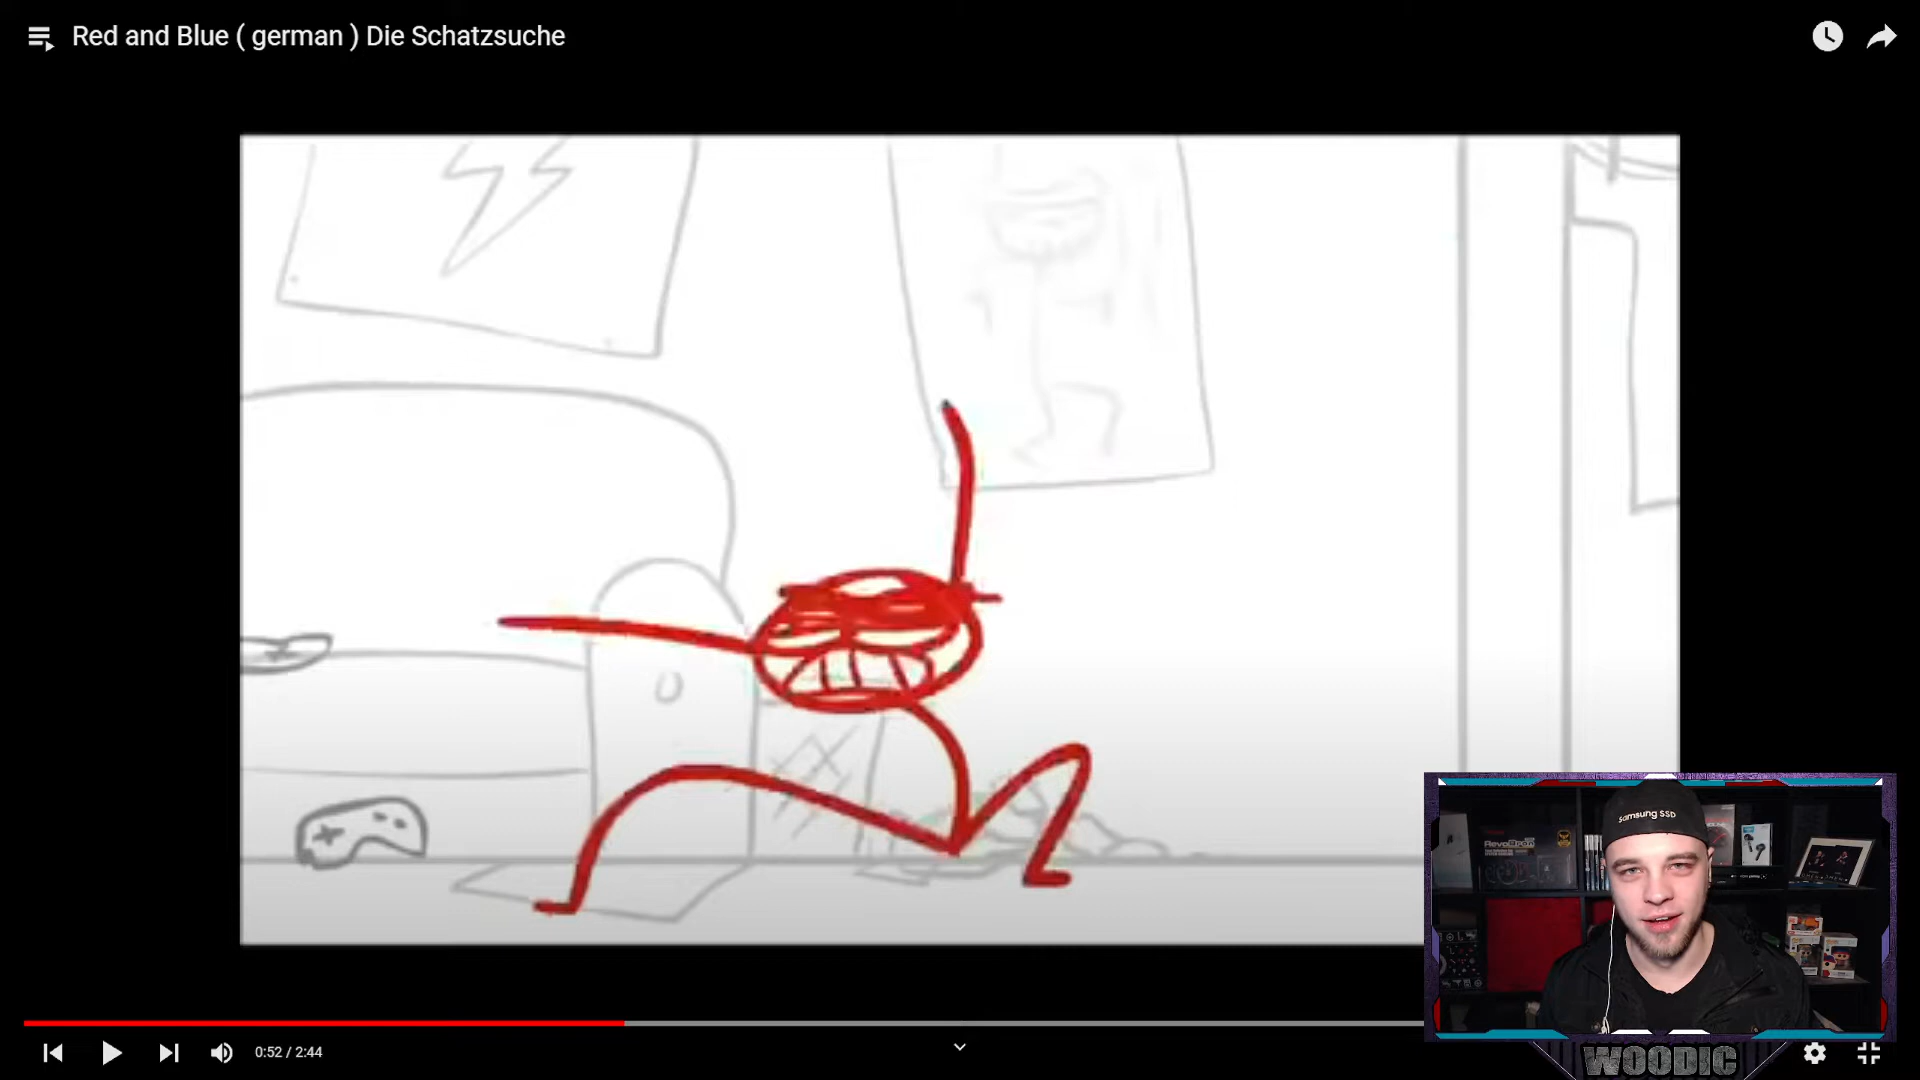 Red and Blue ( german ) Die Schatzsuche
Samsung SSD
0:52 / 2:44
WOODIC